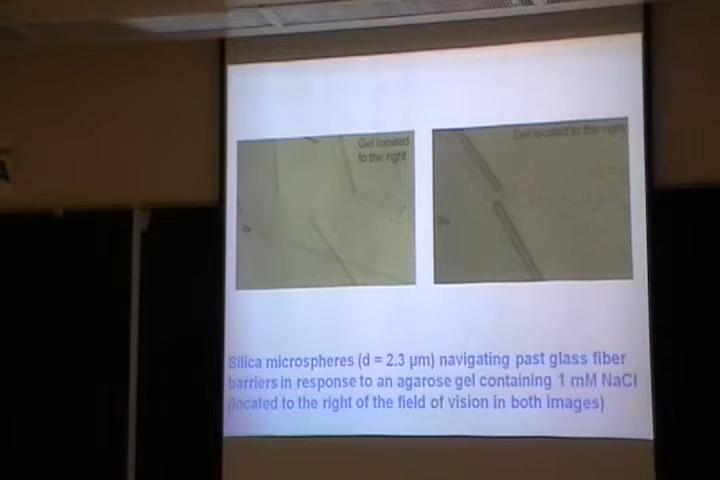 Gel located
to the right
Gel located to the right
Silica microspheres (d = 2.3 µm) navigating past glass fiber
barriers in response to an agarose gel containing 1 mM NaCl
(located to the right of the field of vision in both images)